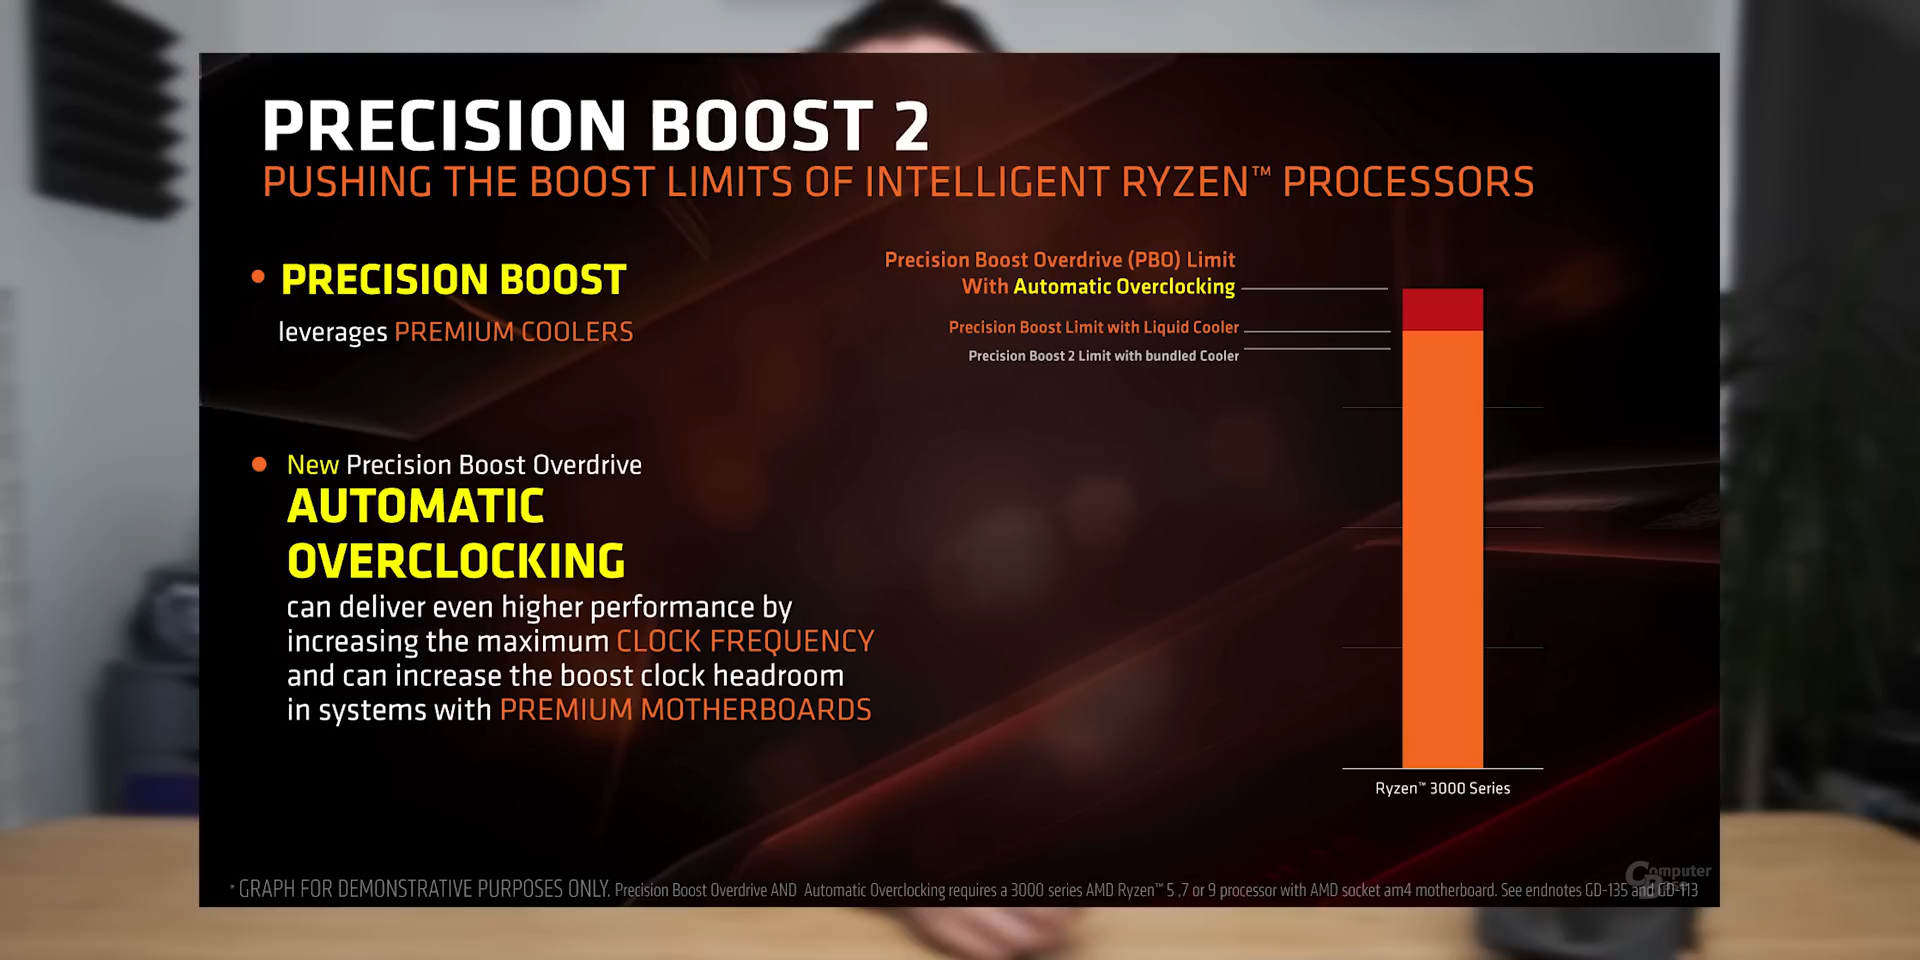 PRECISION BOOST 2
PUSHING THE BOOST LIMITS OF INTELLIGENT RYZEN™ PROCESSORS
• PRECISION BOOST
leverages PREMIUM COOLERS
• New Precision Boost Overdrive
AUTOMATIC
OVERCLOCKING
can deliver even higher performance by
increasing the maximum CLOCK FREQUENCY
and can increase the boost clock headroom
in systems with PREMIUM MOTHERBOARDS
Precision Boost Overdrive (PBO) Limit
With Automatic Overclocking
Precision Boost Limit with Liquid Cooler
Precision Boost 2 Limit with bundled Cooler
Ryzen™ 3000 Series
* GRAPH FOR DEMONSTRATIVE PURPOSES ONLY. Precision Boost Overdrive AND Automatic Overclocking requires a 3000 series AMD Ryzen™ 5 ,7 or 9 processor with AMD socket am4 motherboard. See endnotes GD-135 and GD-113
Computer
Base